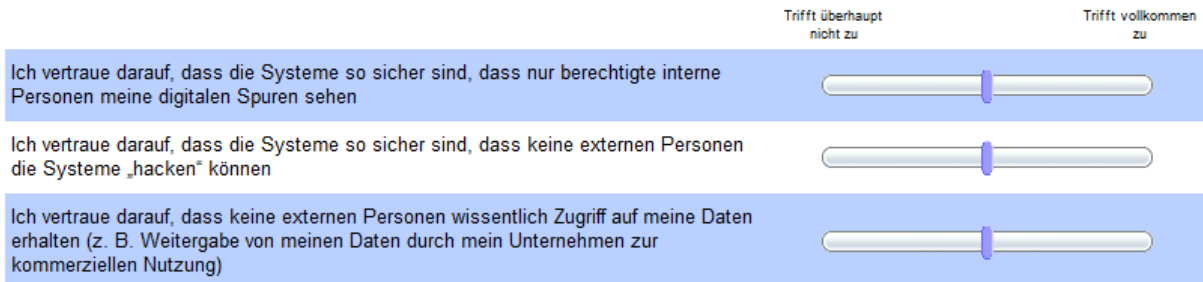 Trifft überhaupt
nicht zu
Trifft vollkommen
zu
Ich vertraue darauf, dass die Systeme so sicher sind, dass nur berechtigte interne
Personen meine digitalen Spuren sehen
Ich vertraue darauf, dass die Systeme so sicher sind, dass keine externen Personen
die Systeme „hacken“ können
Ich vertraue darauf, dass keine externen Personen wissentlich Zugriff auf meine Daten
erhalten (z. B. Weitergabe von meinen Daten durch mein Unternehmen zur
kommerziellen Nutzung)